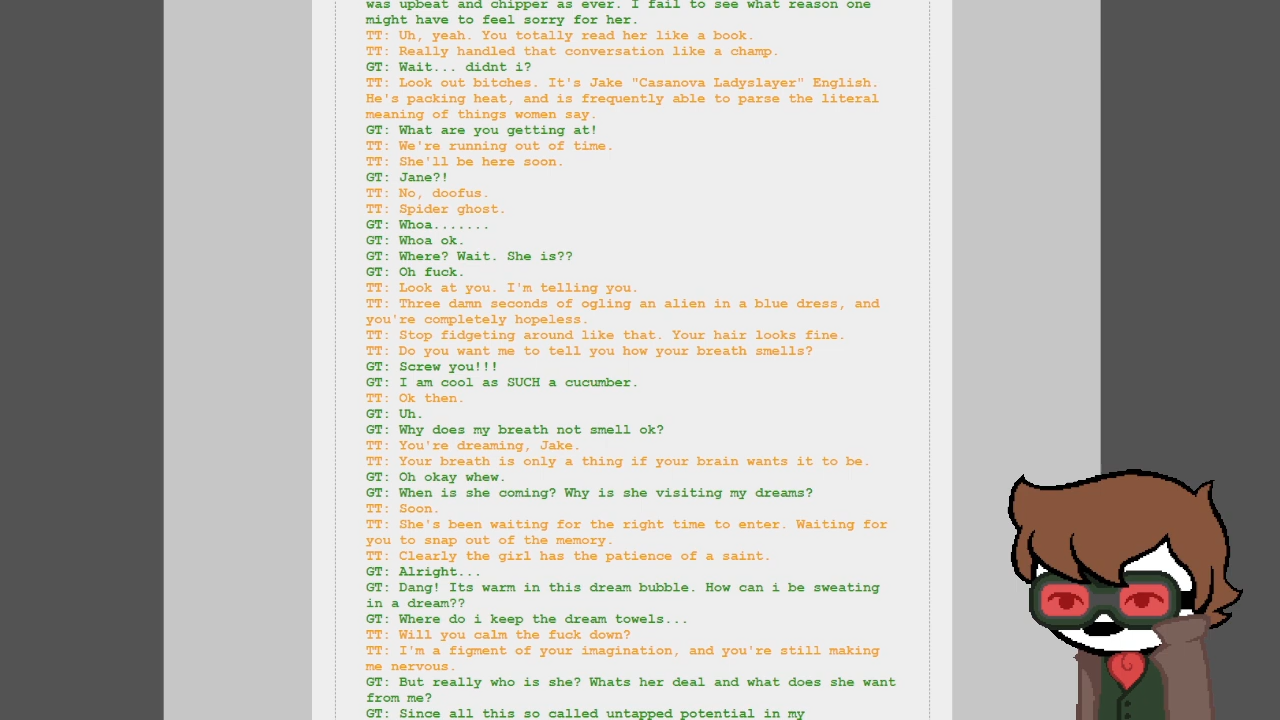 was upbeat and chipper as ever. I fail to see what reason one
might have to feel sorry for her.
TT: Uh, yeah. You totally read her like a book.
TT: Really handled that conversation like a champ.
GT: Wait... didnt i?
TT: Look out bitches. It's Jake "Casanova Ladyslayer" English.
He's packing heat, and is frequently able to parse the literal
meaning of things women say.
GT: What are you getting at!
TT: We're running out of time.
TT: She'll be here soon.
GT: Jane?!
TT: No, doofus.
TT: Spider ghost.
GT: Whoa.......
GT: Whoa ok.
GT: Where? Wait. She is??
GT: Oh fuck.
TT: Look at you. I'm telling you.
TT: Three damn seconds of ogling an alien in a blue dress, and
you're completely hopeless.
TT: Stop fidgeting around like that. Your hair looks fine.
TT: Do you want me to tell you how your breath smells?
GT: Screw you!!!
GT: I am cool as SUCH a cucumber.
TT: Ok then.
GT: Uh.
GT: Why does my breath not smell ok?
TT: You're dreaming, Jake.
TT: Your breath is only a thing if your brain wants it to be.
GT: Oh okay whew.
GT: When is she coming? Why is she visiting my dreams?
TT: Soon.
TT: She's been waiting for the right time to enter. Waiting for
you to snap out of the memory.
TT: Clearly the girl has the patience of a saint.
GT: Alright...
GT: Dang! Its warm in this dream bubble. How can i be sweating
in a dream??
GT: Where do i keep the dream towels...
TT: Will you calm the fuck down?
TT: I'm a figment of your imagination, and you're still making
me nervous.
GT: But really who is she? Whats her deal and what does she want
from me?
GT: Since all this so called untapped potential in my